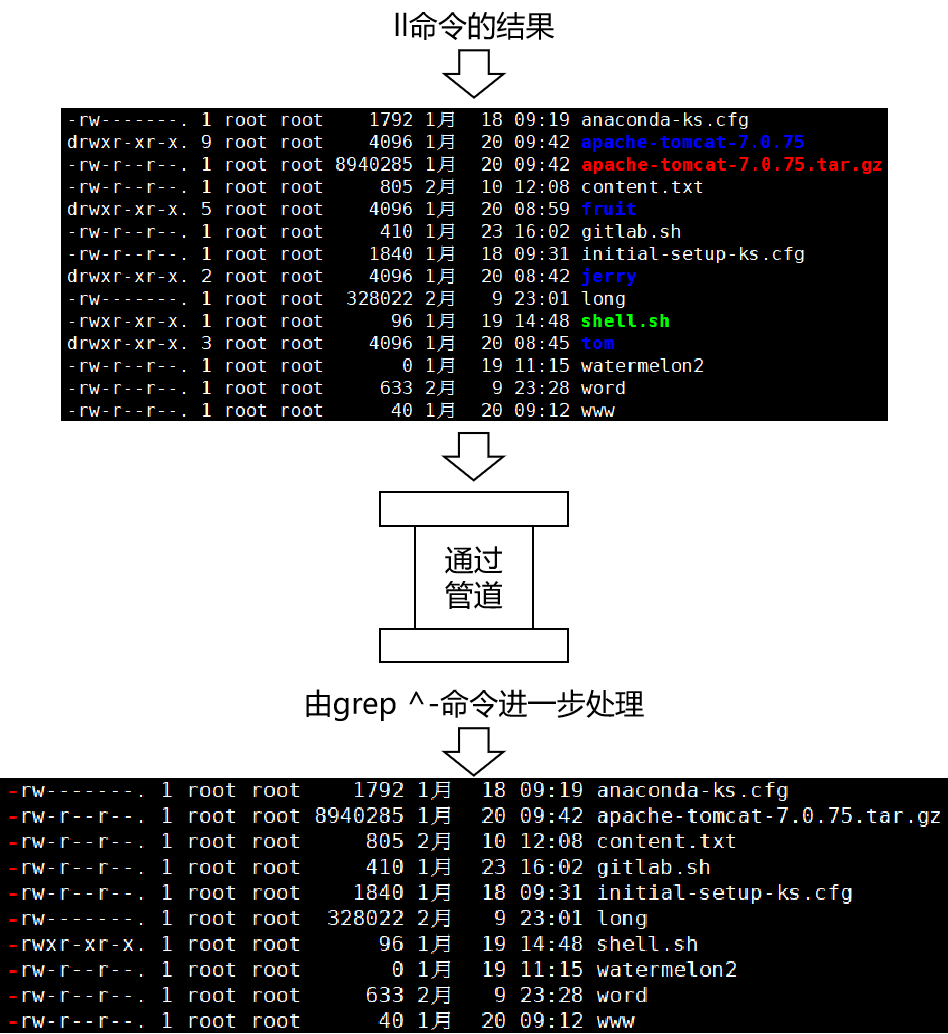 ll命令的结果
-rw-------. 1 root root    1792 1月  18 09:19 anaconda-ks.cfg
drwxr-xr-x. 9 root root    4096 1月  20 09:42 apache-tomcat-7.0.75
-rw-r--r--. 1 root root 8940285 1月  20 09:42 apache-tomcat-7.0.75.tar.gz
-rw-r--r--. 1 root root     805 2月  10 12:08 content.txt
drwxr-xr-x. 5 root root    4096 1月  20 08:59 fruit
-rw-r--r--. 1 root root     410 1月  23 16:02 gitlab.sh
-rw-r--r--. 1 root root    1840 1月  18 09:31 initial-setup-ks.cfg
drwxr-xr-x. 2 root root    4096 1月  20 08:42 jerry
-rw-------. 1 root root  328022 2月   9 23:01 long
-rwxr-xr-x. 1 root root      96 1月  19 14:48 shell.sh
drwxr-xr-x. 3 root root    4096 1月  20 08:45 tom
-rw-r--r--. 1 root root       0 1月  19 11:15 watermelon2
-rw-r--r--. 1 root root     633 2月   9 23:28 word
-rw-r--r--. 1 root root      40 1月  20 09:12 www
通过
管道
由grep ^-命令进一步处理
-rw-------. 1 root root    1792 1月  18 09:19 anaconda-ks.cfg
-rw-r--r--. 1 root root 8940285 1月  20 09:42 apache-tomcat-7.0.75.tar.gz
-rw-r--r--. 1 root root     805 2月  10 12:08 content.txt
-rw-r--r--. 1 root root     410 1月  23 16:02 gitlab.sh
-rw-r--r--. 1 root root    1840 1月  18 09:31 initial-setup-ks.cfg
-rw-------. 1 root root  328022 2月   9 23:01 long
-rwxr-xr-x. 1 root root      96 1月  19 14:48 shell.sh
-rw-r--r--. 1 root root       0 1月  19 11:15 watermelon2
-rw-r--r--. 1 root root     633 2月   9 23:28 word
-rw-r--r--. 1 root root      40 1月  20 09:12 www